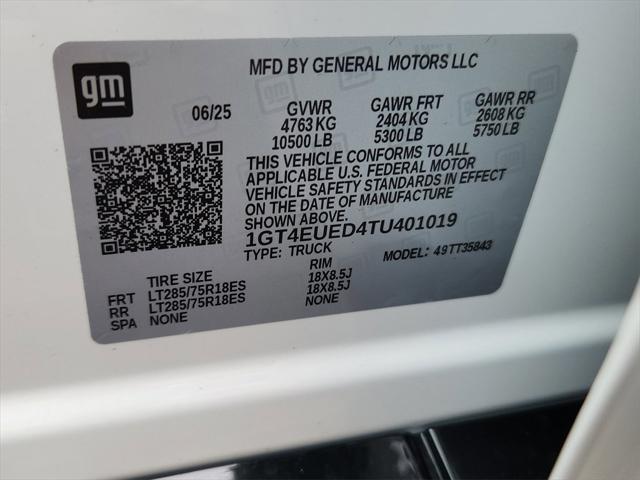 gm
MFD BY GENERAL MOTORS LLC
06/25 GVWR GAWR FRT GAWR RR
4763 KG 2404 KG 2608 KG
10500 LB 5300 LB 5750 LB
THIS VEHICLE CONFORMS TO ALL
APPLICABLE U.S. FEDERAL MOTOR
VEHICLE SAFETY STANDARDS IN EFFECT
ON THE DATE OF MANUFACTURE
SHOWN ABOVE.
1GT4EUED4TU401019
TYPE: TRUCK MODEL: 49TT35843
TIRE SIZE RIM
FRT LT285/75R18ES 18X8.5J
RR LT285/75R18ES 18X8.5J
SPA NONE NONE